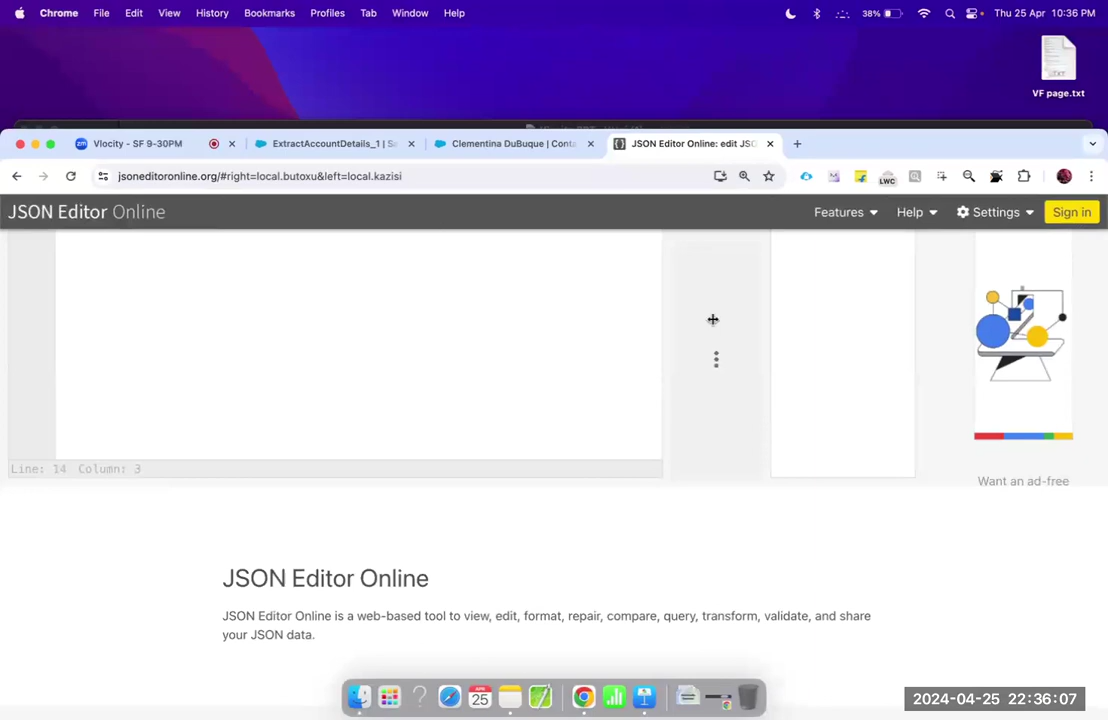 Chrome File Edit View History Bookmarks Profiles Tab Window Help 38% Thu 25 Apr 10:36 PM
VF page.txt
Vlocity - SF 9-30PM ExtractAccountDetails_1 | Sa Clementina DuBuque | Conta JSON Editor Online: edit JSO
jsoneditoronline.org/#right=local.butoxu&left=local.kazisi
LWC
JSON Editor Online Features Help Settings Sign in
Line: 14 Column: 3
Want an ad-free
JSON Editor Online
JSON Editor Online is a web-based tool to view, edit, format, repair, compare, query, transform, validate, and share
your JSON data.
APR
25
2024-04-25 22:36:07